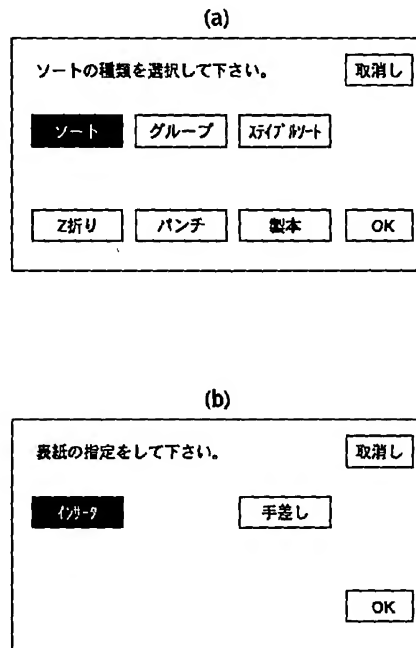 (a)
ソートの種類を選択して下さい。 取消し
ソート グループ ステイプルソート
Z折り パンチ 製本 OK
(b)
表紙の指定をして下さい。 取消し
インサータ 手差し
OK